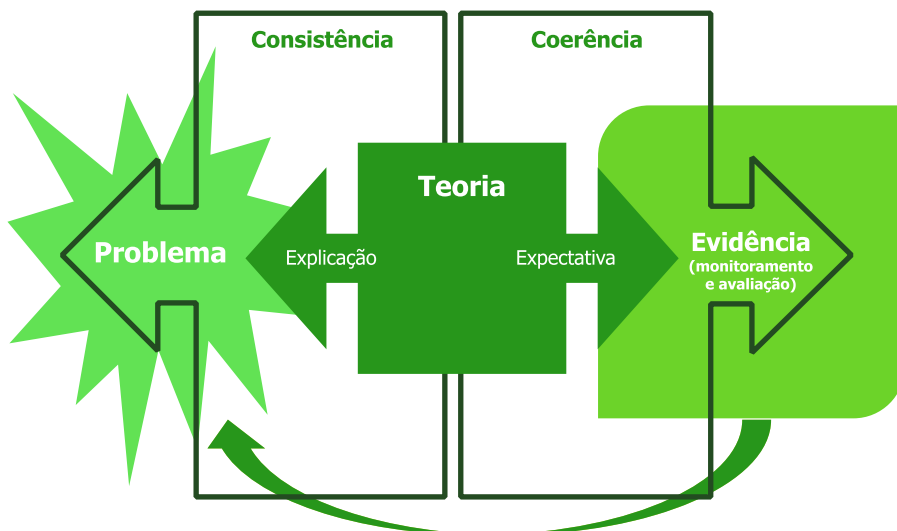 Consistência
Coerência
Teoria
Problema
Explicação
Expectativa
Evidência
(monitoramento
e avaliação)